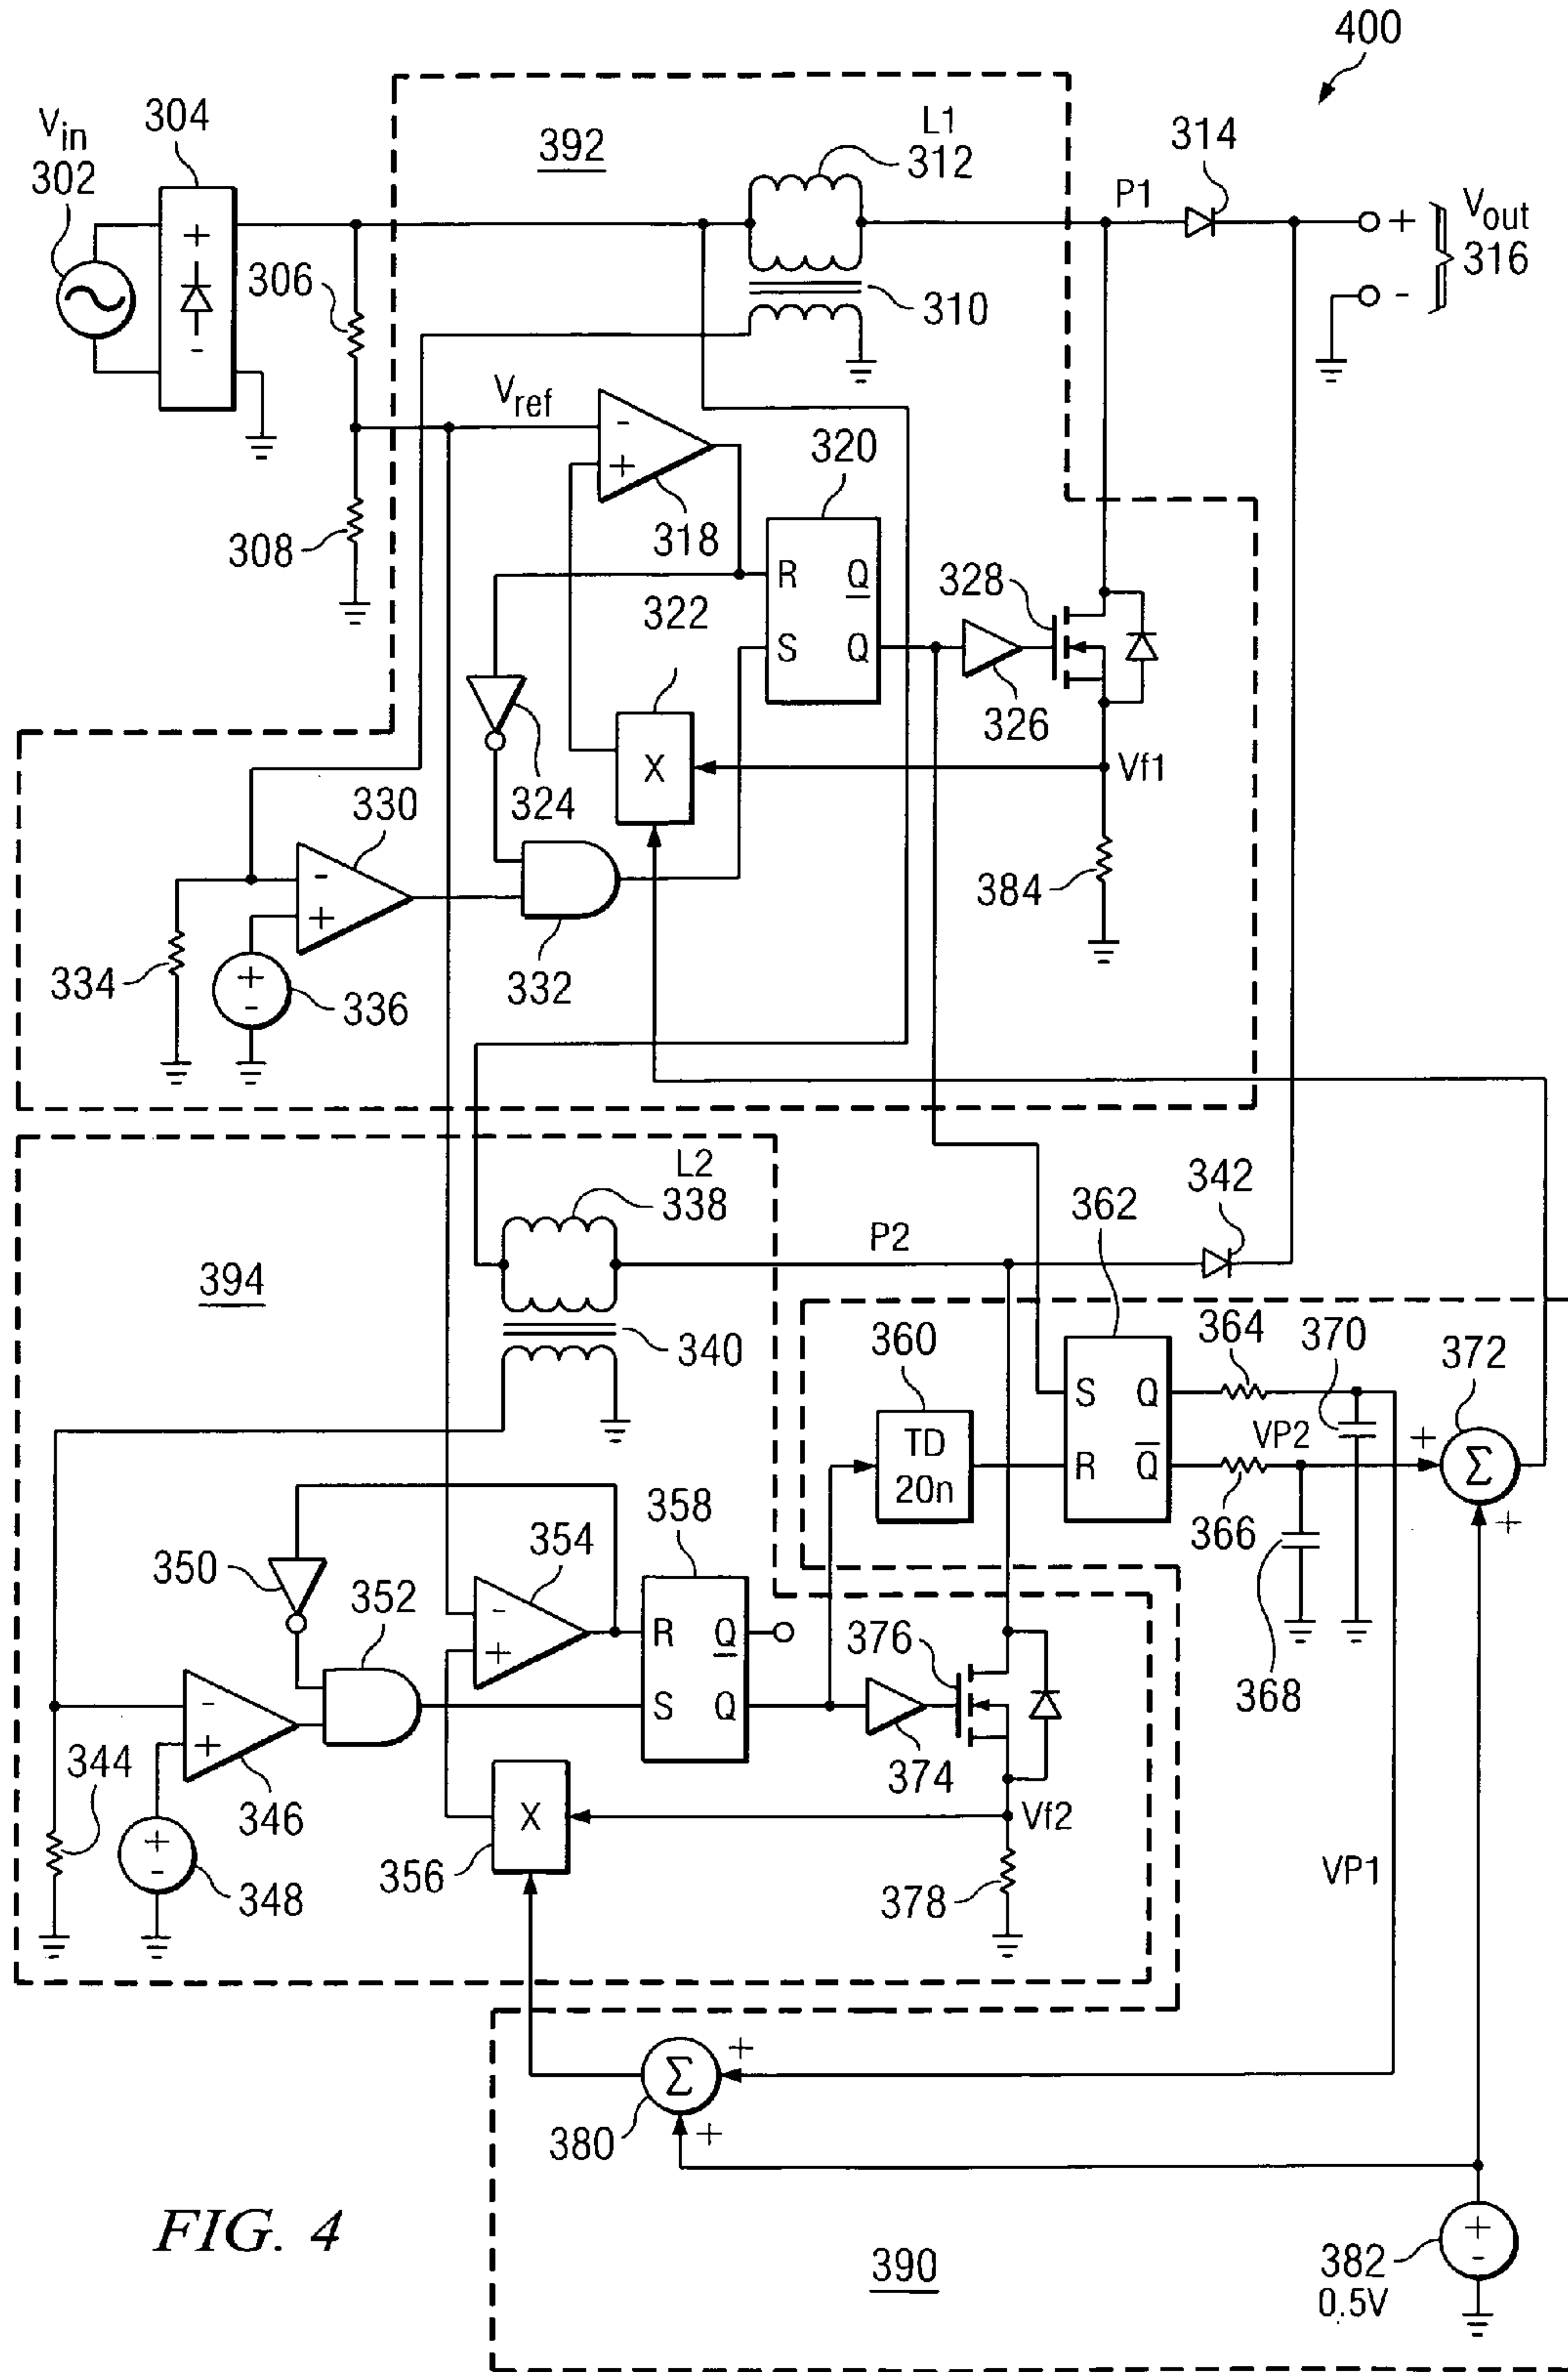 400
Vin
302
304
392
L1
312
P1
314
+
Vout
316
-
+
-
306
310
Vref
-
+
318
320
308
R Q
S Q
322
328
326
X
Vf1
324
330
384
-
+
332
334
+
-
336
L2
338
342
362
P2
394
340
360
364
370
372
S Q
VP2
+
TD
20n
R Q
Σ
366
+
358
354
350
352
-
+
R Q
S Q
376
368
-
+
344
346
374
X
Vf2
356
378
VP1
+
-
348
Σ
+
380
+
FIG. 4
390
+
-
382
0.5V